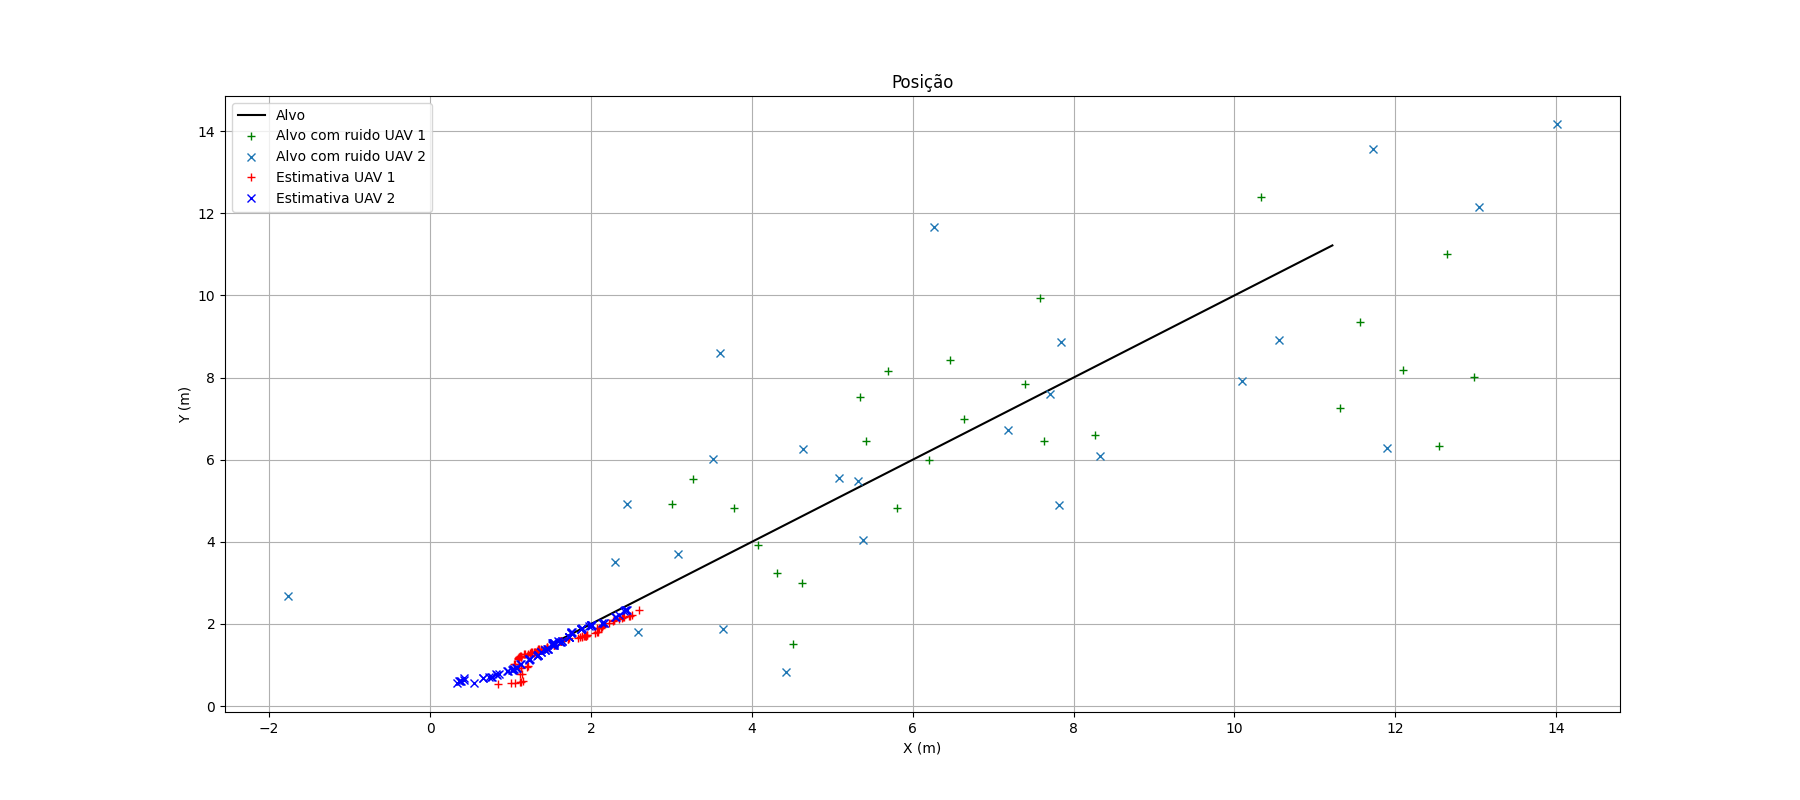 Posição
Alvo
Alvo com ruido UAV 1
Alvo com ruido UAV 2
Estimativa UAV 1
Estimativa UAV 2
14
12
10
8
6
4
2
0
Y (m)
−2 0 2 4 6 8 10 12 14
X (m)